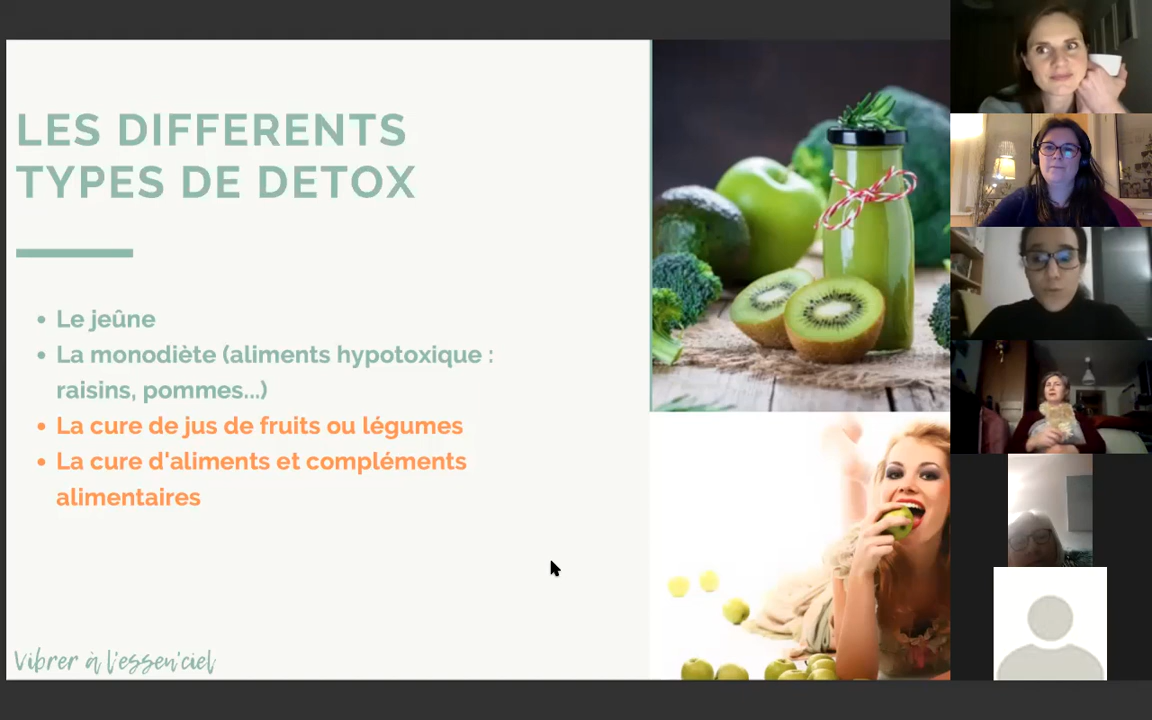 LES DIFFERENTS
TYPES DE DETOX
• Le jeûne
• La monodiète (aliments hypotoxique :
raisins, pommes...)
• La cure de jus de fruits ou légumes
• La cure d'aliments et compléments
alimentaires
Vibrer à l'essen'ciel